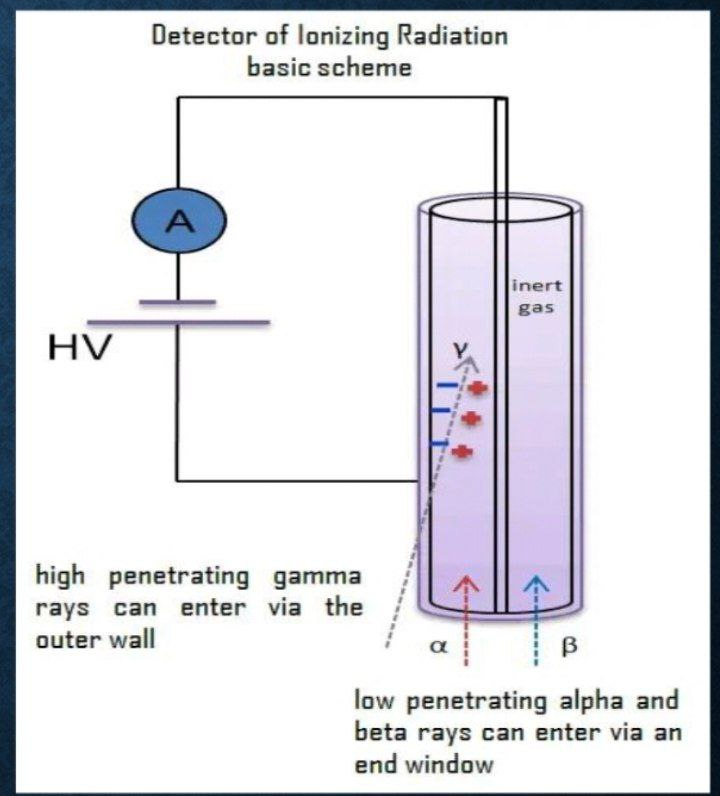 Detector of Ionizing Radiation
basic scheme
A
HV
inert
gas
γ
high penetrating gamma
rays can enter via the
outer wall
α
β
low penetrating alpha and
beta rays can enter via an
end window